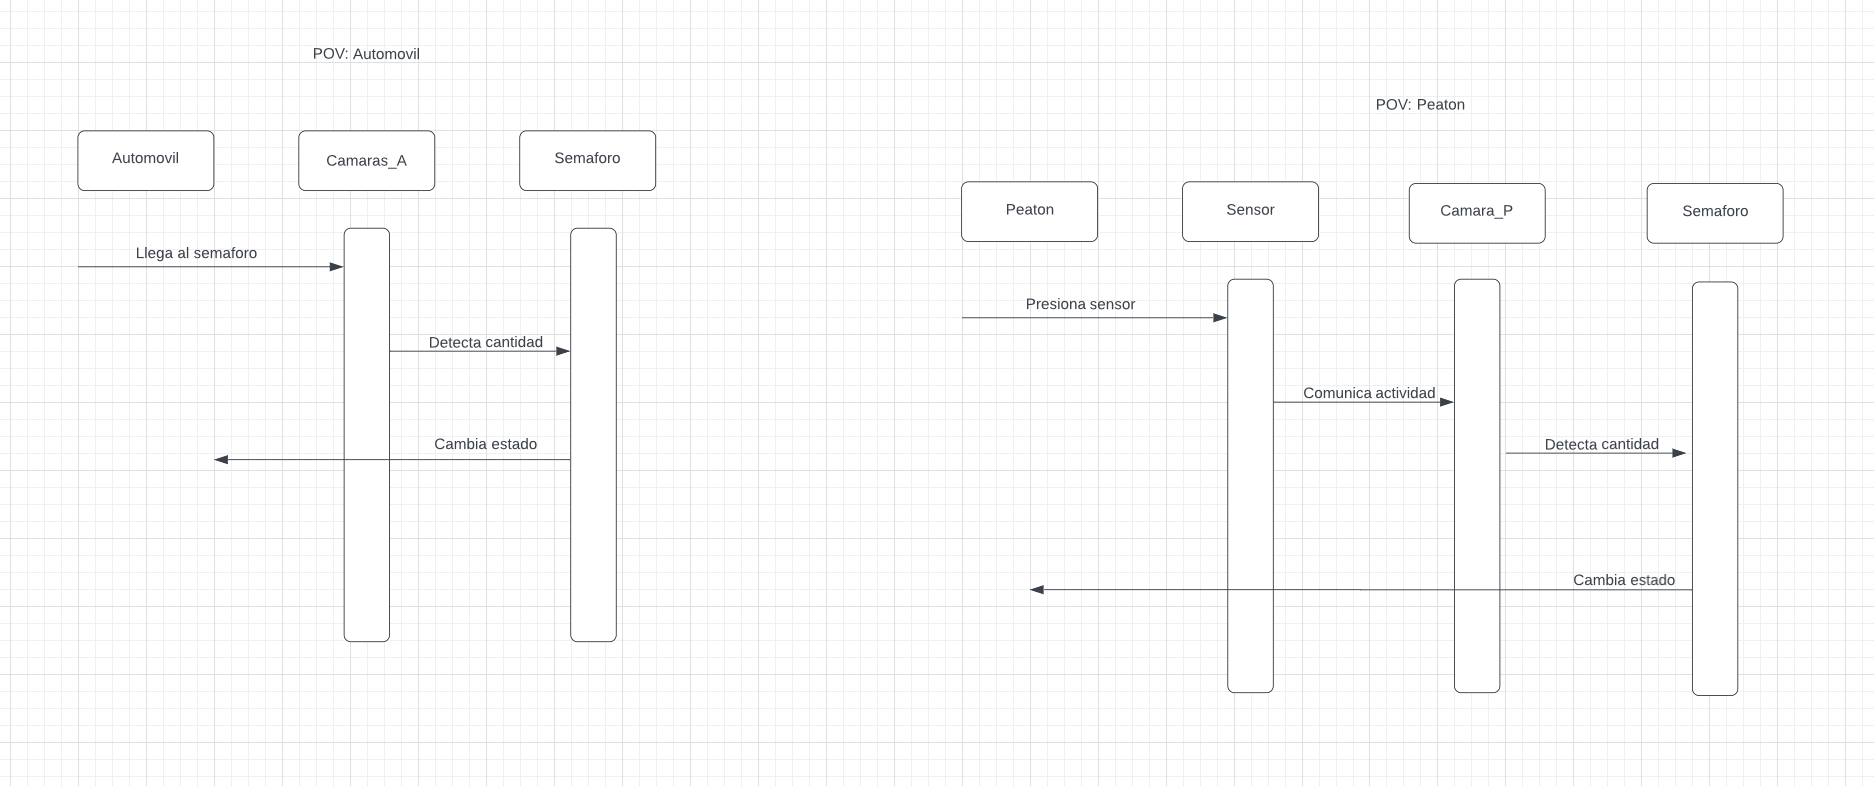 POV: Automovil
Automovil
Camaras_A
Semaforo
Llega al semaforo
Detecta cantidad
Cambia estado
POV: Peaton
Peaton
Sensor
Camara_P
Semaforo
Presiona sensor
Comunica actividad
Detecta cantidad
Cambia estado